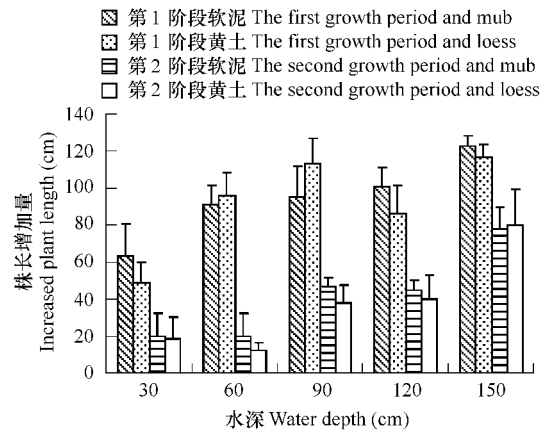 第1阶段软泥 The first growth period and mub
第1阶段黄土 The first growth period and loess
第2阶段软泥 The second growth period and mub
第2阶段黄土 The second growth period and loess
株长增加量
Increased plant length (cm)
140
120
100
80
60
40
20
0
30 60 90 120 150
水深 Water depth (cm)